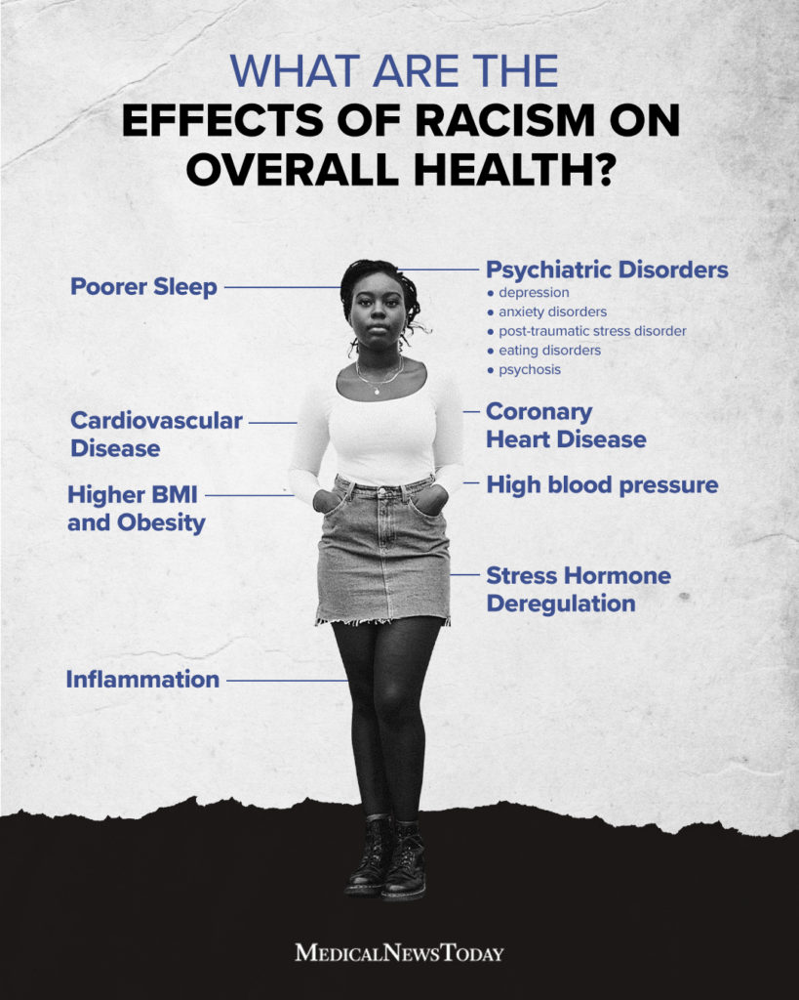 WHAT ARE THE
EFFECTS OF RACISM ON
OVERALL HEALTH?
Poorer Sleep
Psychiatric Disorders
• depression
• anxiety disorders
• post-traumatic stress disorder
• eating disorders
• psychosis
Cardiovascular
Disease
Coronary
Heart Disease
Higher BMI
and Obesity
High blood pressure
Stress Hormone
Deregulation
Inflammation
MEDICALNEWSTODAY